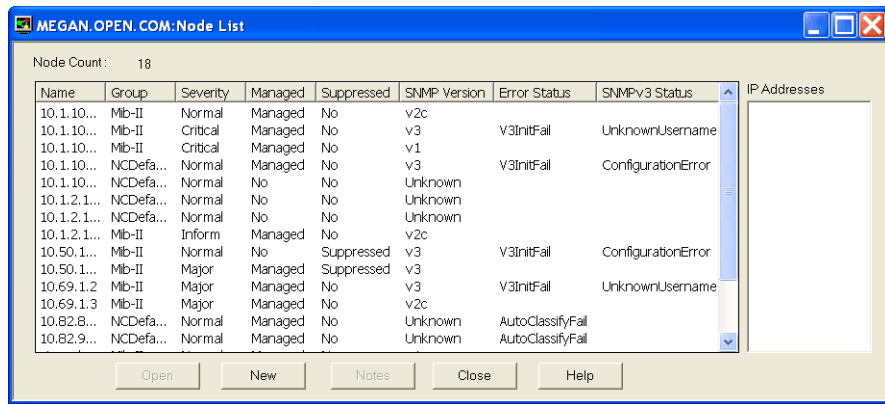 MEGAN.OPEN.COM:Node List
Node Count: 18
Name Group Severity Managed Suppressed SNMP Version Error Status SNMPv3 Status IP Addresses
10.1.10... Mib-II Normal Managed No v2c
10.1.10... Mib-II Critical Managed No v3 V3InitFail UnknownUsername
10.1.10... Mib-II Critical Managed No v1
10.1.10... NCDefa... Normal Managed No v3 V3InitFail ConfigurationError
10.1.10... NCDefa... Normal No No Unknown
10.1.2.1... NCDefa... Normal No No Unknown
10.1.2.1... NCDefa... Normal No No Unknown
10.1.2.1... Mib-II Inform Managed No v2c
10.50.1... Mib-II Normal No Suppressed v3 V3InitFail ConfigurationError
10.50.1... Mib-II Major Managed Suppressed v3
10.69.1.2 Mib-II Major Managed No v3 V3InitFail UnknownUsername
10.69.1.3 Mib-II Major Managed No v2c
10.82.8... NCDefa... Normal Managed No Unknown AutoClassifyFail
10.82.9... NCDefa... Normal Managed No Unknown AutoClassifyFail
Open New Notes Close Help